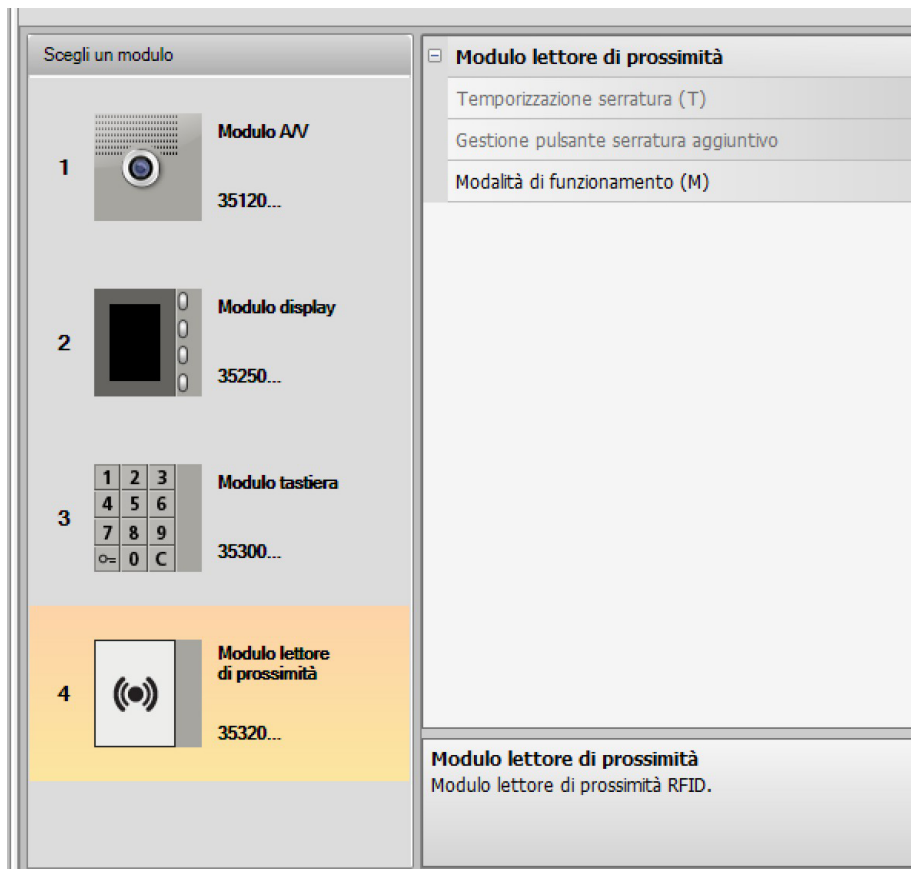 Scegli un modulo
1
Modulo A/V
35120...
2
Modulo display
35250...
3
1 2 3
4 5 6
7 8 9
0 C
Modulo tastiera
35300...
4
Modulo lettore
di prossimità
35320...
Modulo lettore di prossimità
Temporizzazione serratura (T)
Gestione pulsante serratura aggiuntivo
Modalità di funzionamento (M)
Modulo lettore di prossimità
Modulo lettore di prossimità RFID.